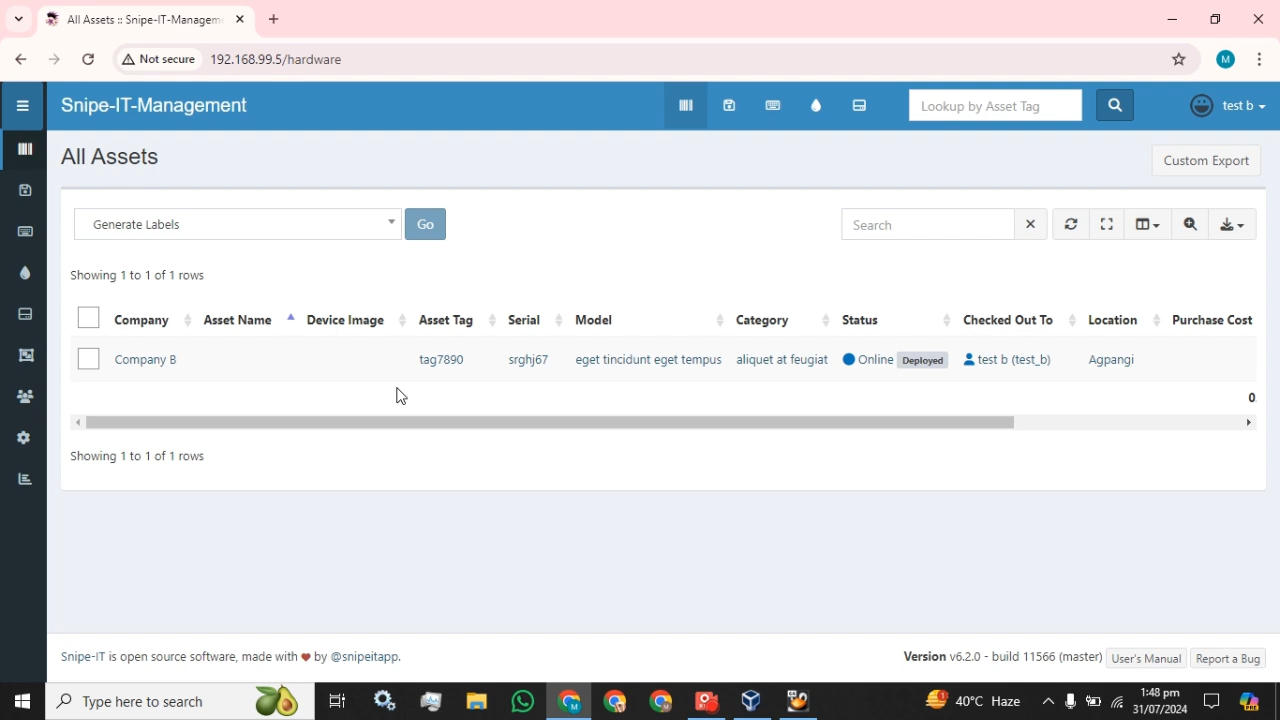 All Assets :: Snipe-IT-Managem
Not secure 192.168.99.5/hardware M
Snipe-IT-Management Lookup by Asset Tag test b
All Assets Custom Export
Generate Labels Go Search
Showing 1 to 1 of 1 rows
Company Asset Name Device Image Asset Tag Serial Model Category Status Checked Out To Location Purchase Cost
Company B tag7890 srghj67 eget tincidunt eget tempus aliquet at feugiat Online Deployed test b (test_b) Agpangi
0
Showing 1 to 1 of 1 rows
Snipe-IT is open source software, made with ❤ by @snipeitapp. Version v6.2.0 - build 11566 (master) User's Manual Report a Bug
Type here to search 40°C Haze 1:48 pm
31/07/2024